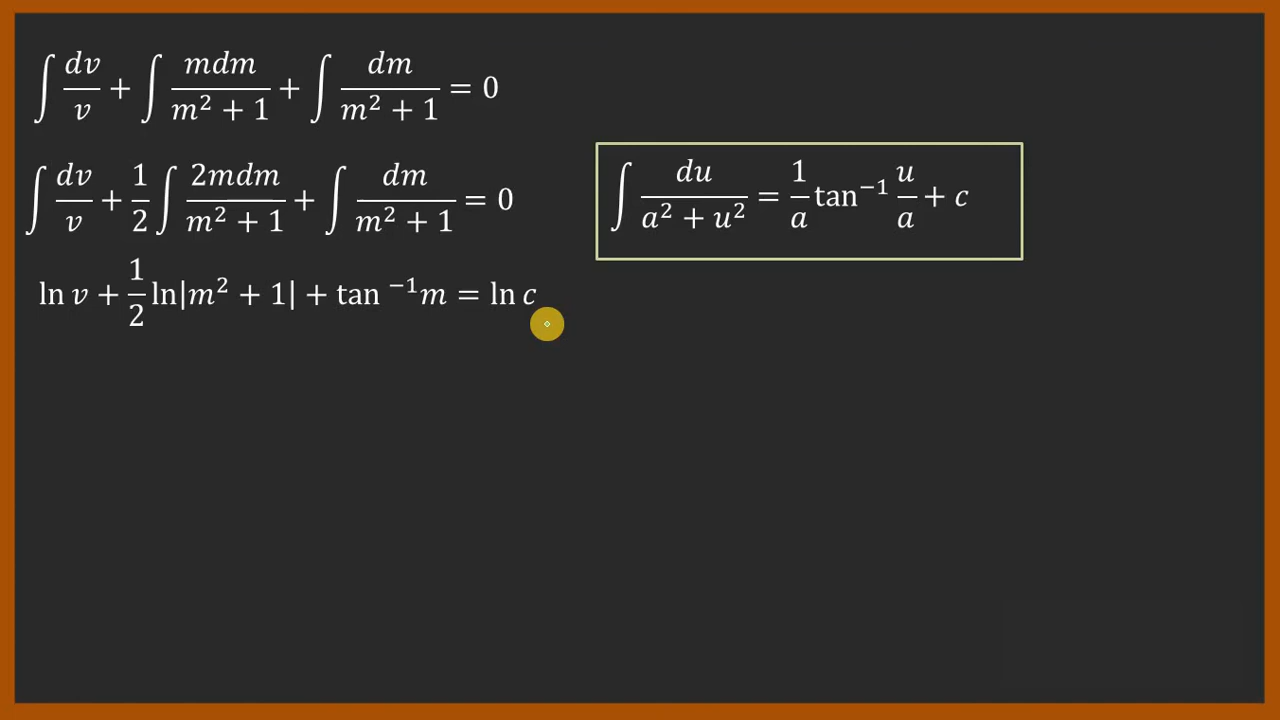 ∫ dv/v + ∫ mdm/(m² + 1) + ∫ dm/(m² + 1) = 0
∫ dv/v + 1/2 ∫ 2mdm/(m² + 1) + ∫ dm/(m² + 1) = 0
∫ du/(a² + u²) = 1/a tan⁻¹ u/a + c
ln v + 1/2 ln|m² + 1| + tan ⁻¹m = ln c